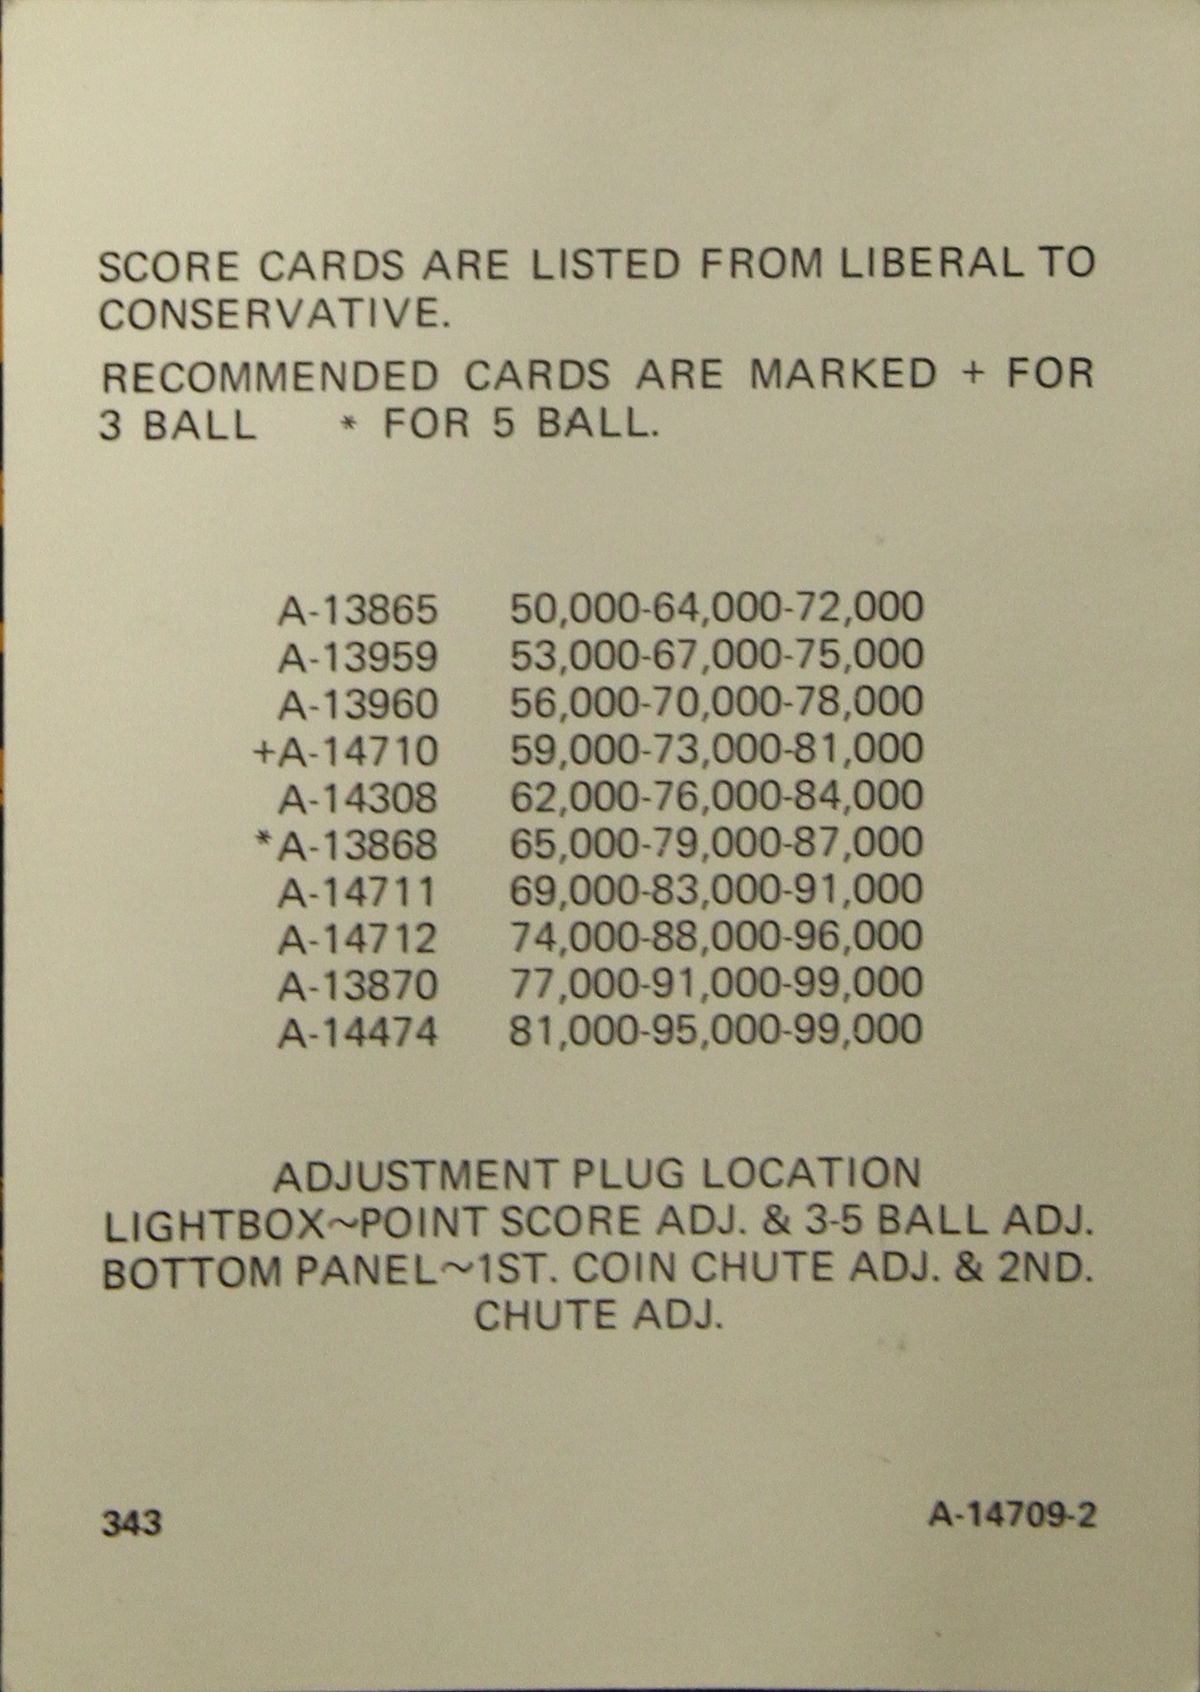 SCORE CARDS ARE LISTED FROM LIBERAL TO
CONSERVATIVE.
RECOMMENDED CARDS ARE MARKED + FOR
3 BALL * FOR 5 BALL.
A-13865 50,000-64,000-72,000
A-13959 53,000-67,000-75,000
A-13960 56,000-70,000-78,000
+A-14710 59,000-73,000-81,000
A-14308 62,000-76,000-84,000
*A-13868 65,000-79,000-87,000
A-14711 69,000-83,000-91,000
A-14712 74,000-88,000-96,000
A-13870 77,000-91,000-99,000
A-14474 81,000-95,000-99,000
ADJUSTMENT PLUG LOCATION
LIGHTBOX~POINT SCORE ADJ. & 3-5 BALL ADJ.
BOTTOM PANEL~1ST. COIN CHUTE ADJ. & 2ND.
CHUTE ADJ.
343 A-14709-2